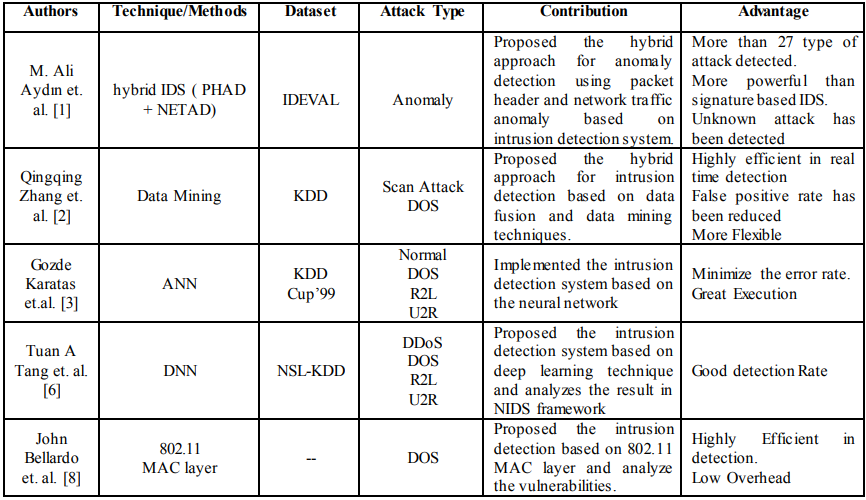 Authors Technique/Methods Dataset Attack Type Contribution Advantage
M. Ali
Aydın et.
al. [1]
hybrid IDS ( PHAD
+ NETAD)
IDEVAL
Anomaly
Proposed the hybrid
approach for anomaly
detection using packet
header and network traffic
anomaly based on
intrusion detection system.
More than 27 type of
attack detected.
More powerful than
signature based IDS.
Unknown attack has
been detected
Qingqing
Zhang et.
al. [2]
Data Mining
KDD
Scan Attack
DOS
Proposed the hybrid
approach for intrusion
detection based on data
fusion and data mining
techniques.
Highly efficient in real
time detection
False positive rate has
been reduced
More Flexible
Gozde
Karatas
et.al. [3]
ANN
KDD
Cup’99
Normal
DOS
R2L
U2R
Implemented the intrusion
detection system based on
the neural network
Minimize the error rate.
Great Execution
Tuan A
Tang et. al.
[6]
DNN
NSL-KDD
DDoS
DOS
R2L
U2R
Proposed the intrusion
detection system based on
deep learning technique
and analyzes the result in
NIDS framework
Good detection Rate
John
Bellardo
et. al. [8]
802.11
MAC layer
--
DOS
Proposed the intrusion
detection based on 802.11
MAC layer and analyze
the vulnerabilities.
Highly Efficient in
detection.
Low Overhead